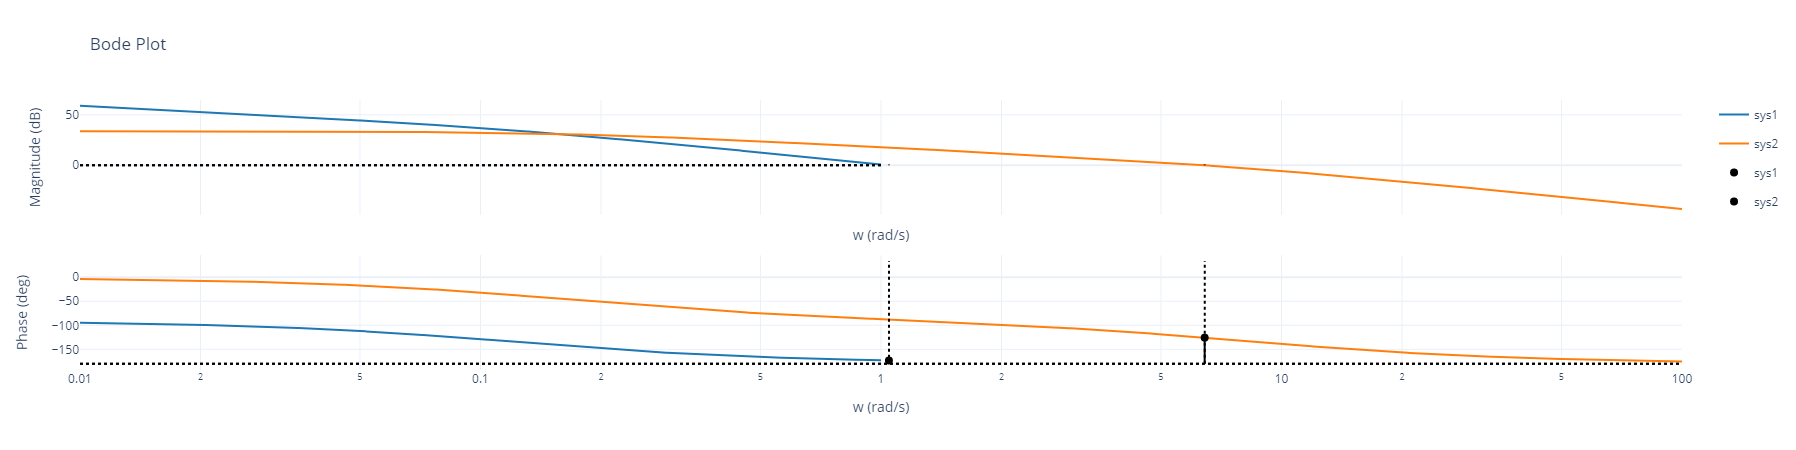 Bode Plot
Magnitude (dB)
50
0
w (rad/s)
sys1
sys2
sys1
sys2
Phase (deg)
0
−50
−100
−150
0.01 2 5 0.1 2 5 1 2 5 10 2 5 100
w (rad/s)